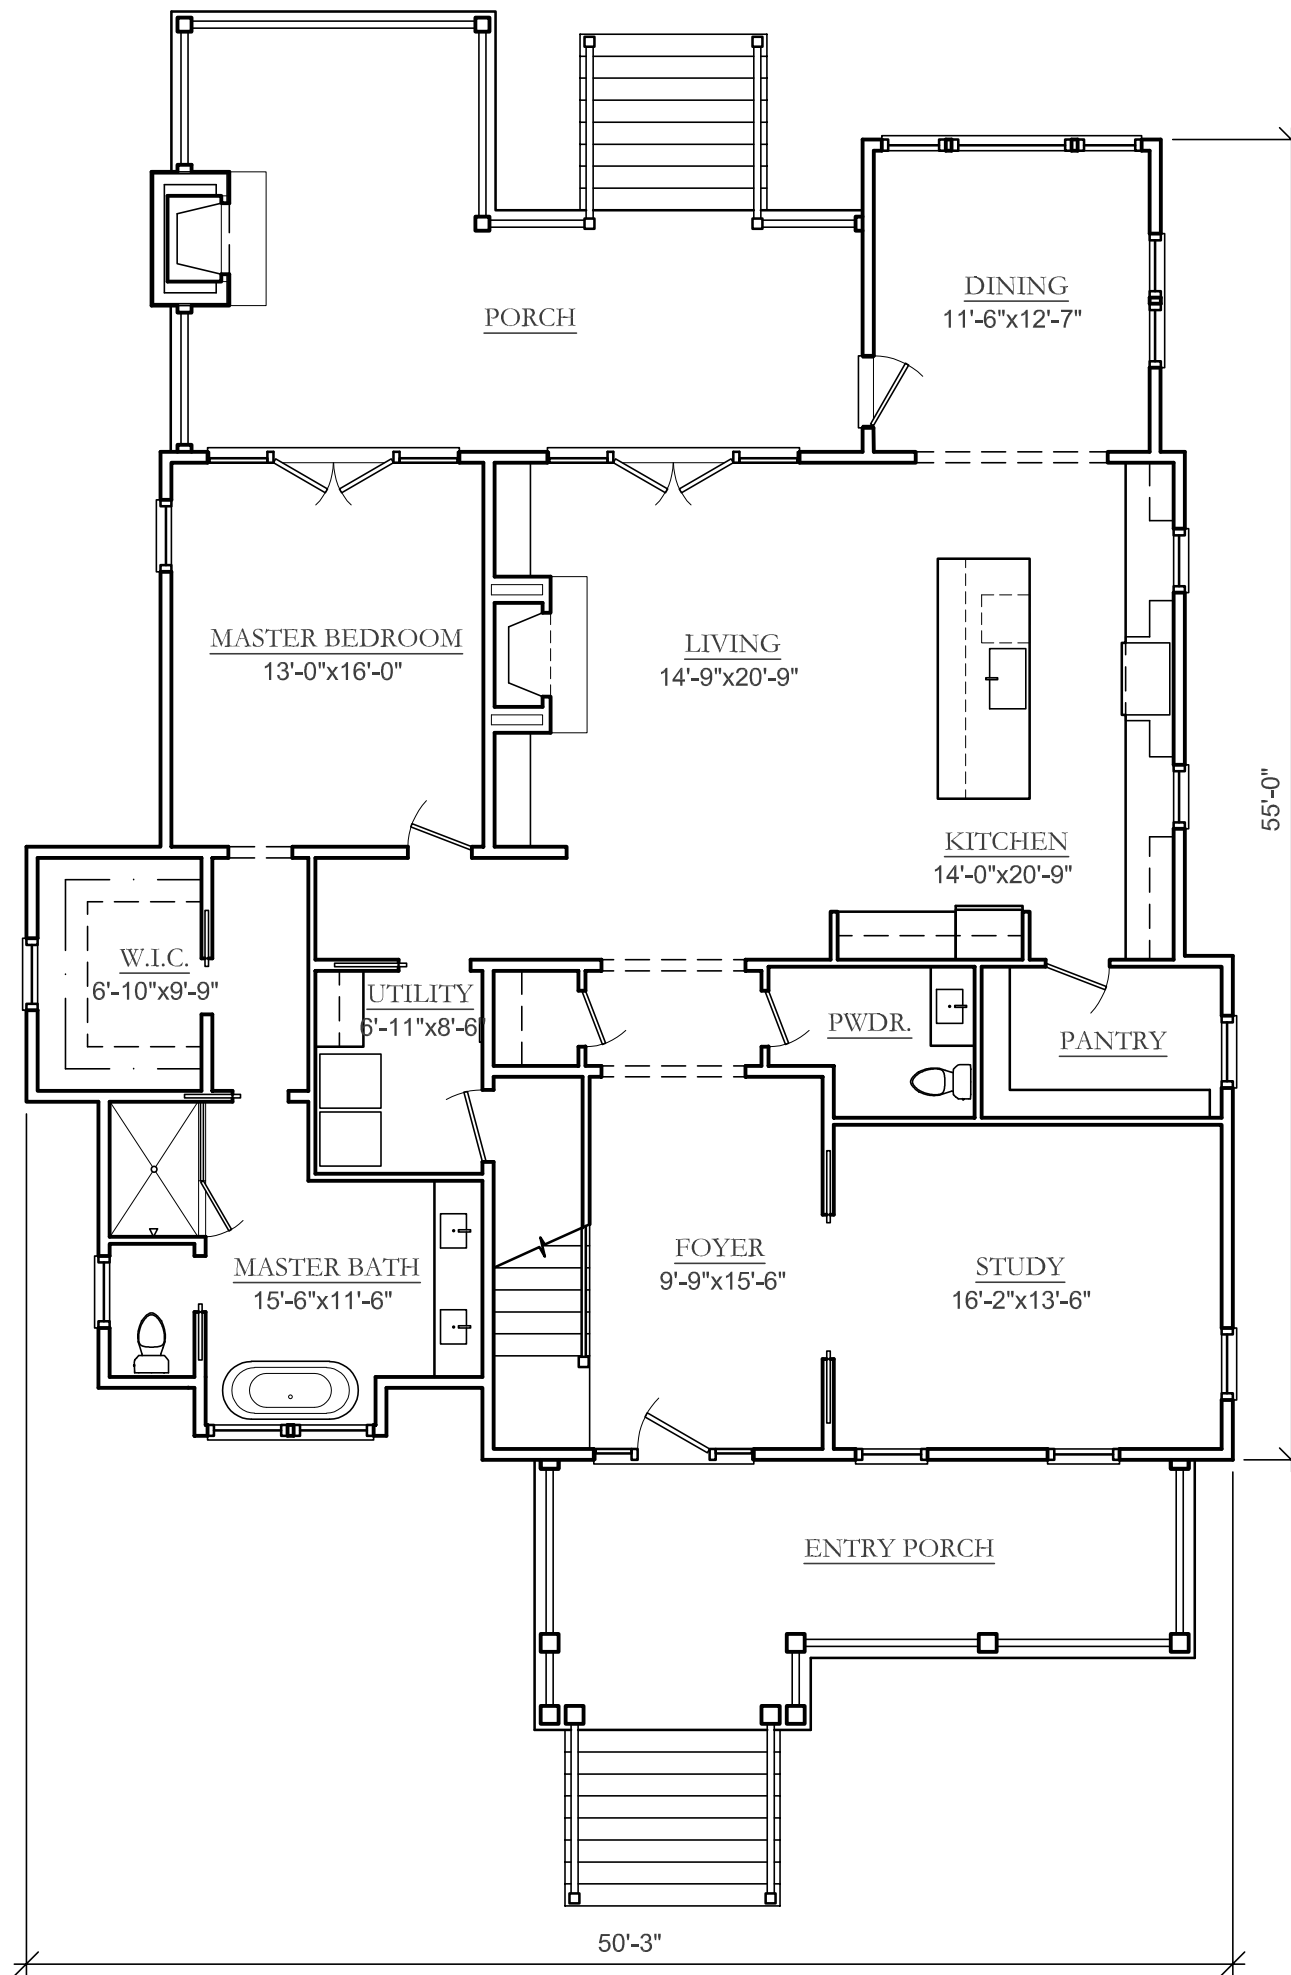 DINING
11'-6"x12'-7"
PORCH
MASTER BEDROOM
13'-0"x16'-0"
LIVING
14'-9"x20'-9"
55'-0"
KITCHEN
14'-0"x20'-9"
W.I.C.
6'-10"x9'-9"
UTILITY
6'-11"x8'-6"
PWDR.
PANTRY
FOYER
9'-9"x15'-6"
MASTER BATH
15'-6"x11'-6"
STUDY
16'-2"x13'-6"
ENTRY PORCH
50'-3"